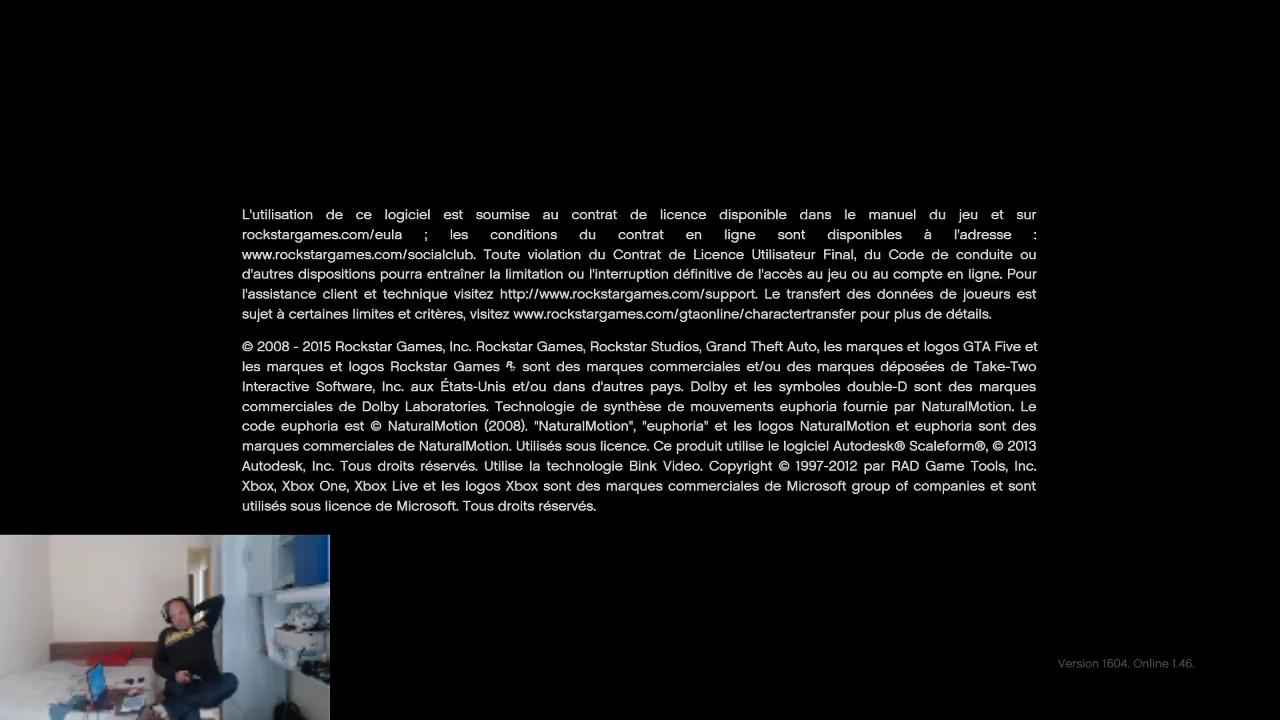 L'utilisation de ce logiciel est soumise au contrat de licence disponible dans le manuel du jeu et sur
rockstargames.com/eula ; les conditions du contrat en ligne sont disponibles à l'adresse :
www.rockstargames.com/socialclub. Toute violation du Contrat de Licence Utilisateur Final, du Code de conduite ou
d'autres dispositions pourra entraîner la limitation ou l'interruption définitive de l'accès au jeu ou au compte en ligne. Pour
l'assistance client et technique visitez http://www.rockstargames.com/support. Le transfert des données de joueurs est
sujet à certaines limites et critères, visitez www.rockstargames.com/gtaonline/charactertransfer pour plus de détails.
© 2008 - 2015 Rockstar Games, Inc. Rockstar Games, Rockstar Studios, Grand Theft Auto, les marques et logos GTA Five et
les marques et logos Rockstar Games R* sont des marques commerciales et/ou des marques déposées de Take-Two
Interactive Software, Inc. aux États-Unis et/ou dans d'autres pays. Dolby et les symboles double-D sont des marques
commerciales de Dolby Laboratories. Technologie de synthèse de mouvements euphoria fournie par NaturalMotion. Le
code euphoria est © NaturalMotion (2008). "NaturalMotion", "euphoria" et les logos NaturalMotion et euphoria sont des
marques commerciales de NaturalMotion. Utilisés sous licence. Ce produit utilise le logiciel Autodesk® Scaleform®, © 2013
Autodesk, Inc. Tous droits réservés. Utilise la technologie Bink Video. Copyright © 1997-2012 par RAD Game Tools, Inc.
Xbox, Xbox One, Xbox Live et les logos Xbox sont des marques commerciales de Microsoft group of companies et sont
utilisés sous licence de Microsoft. Tous droits réservés.
Version 1604. Online 1.46.